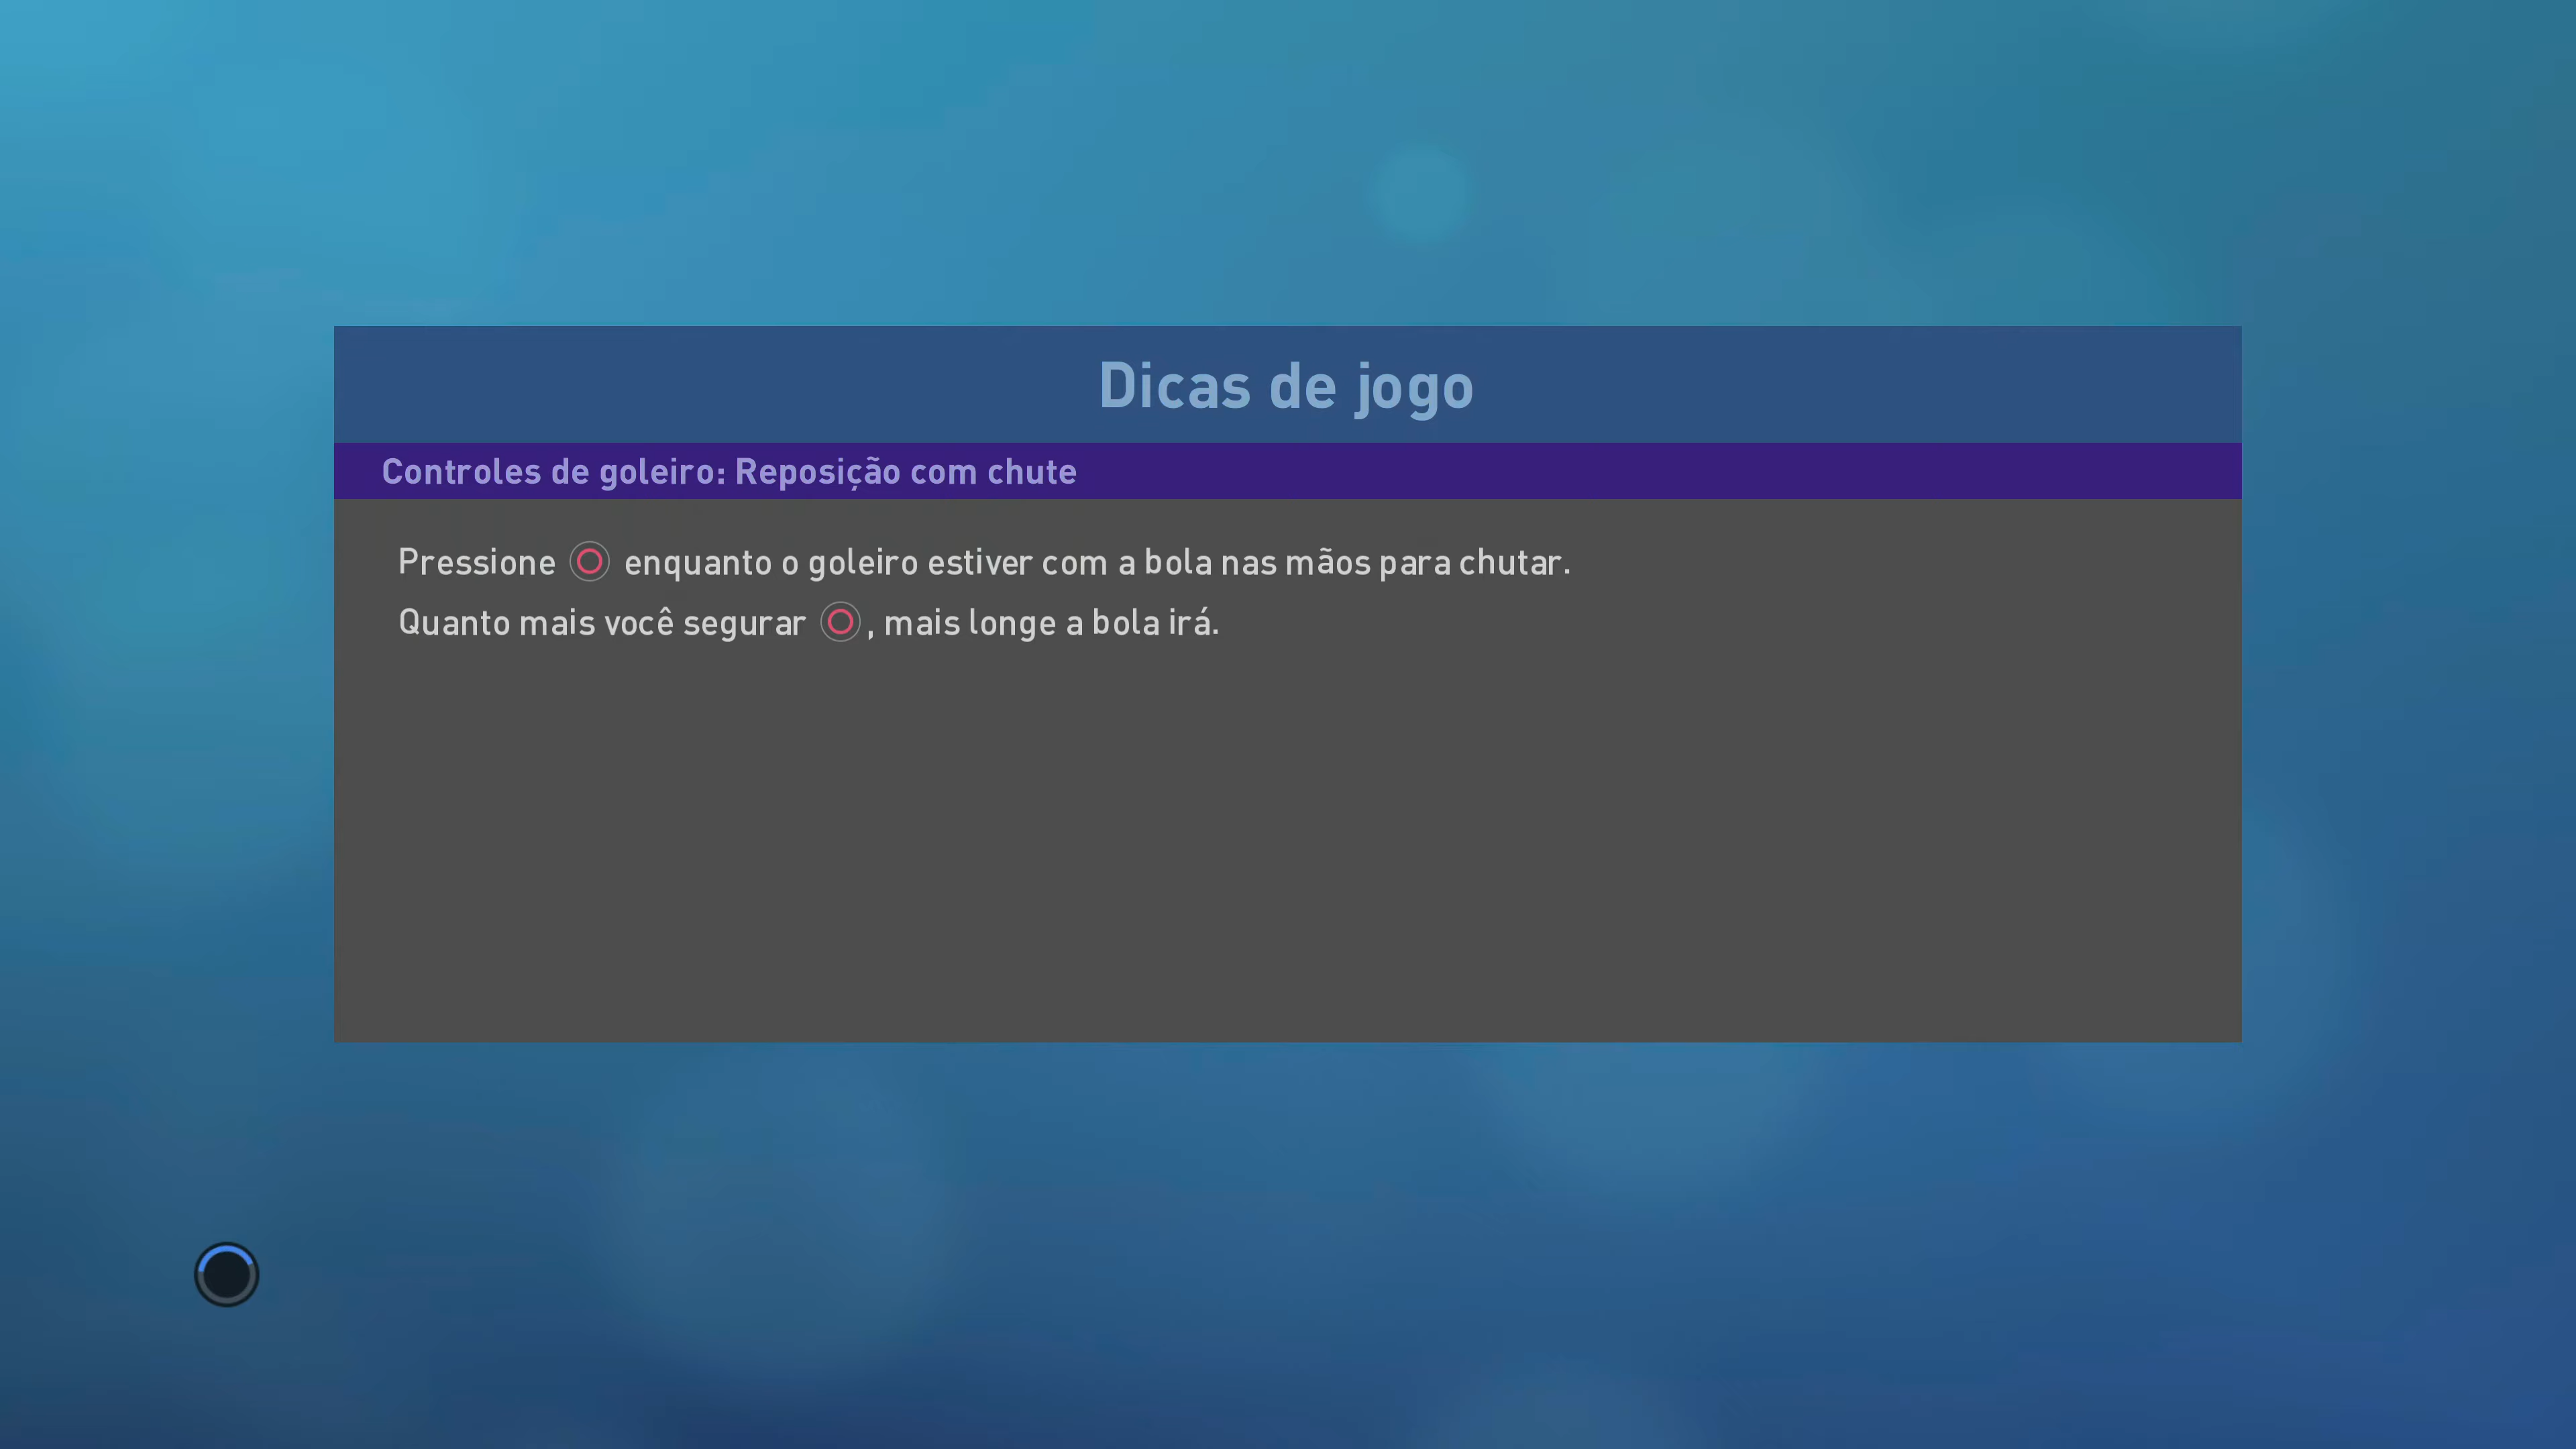 Dicas de jogo
Controles de goleiro: Reposição com chute
Pressione ○ enquanto o goleiro estiver com a bola nas mãos para chutar.
Quanto mais você segurar ○, mais longe a bola irá.